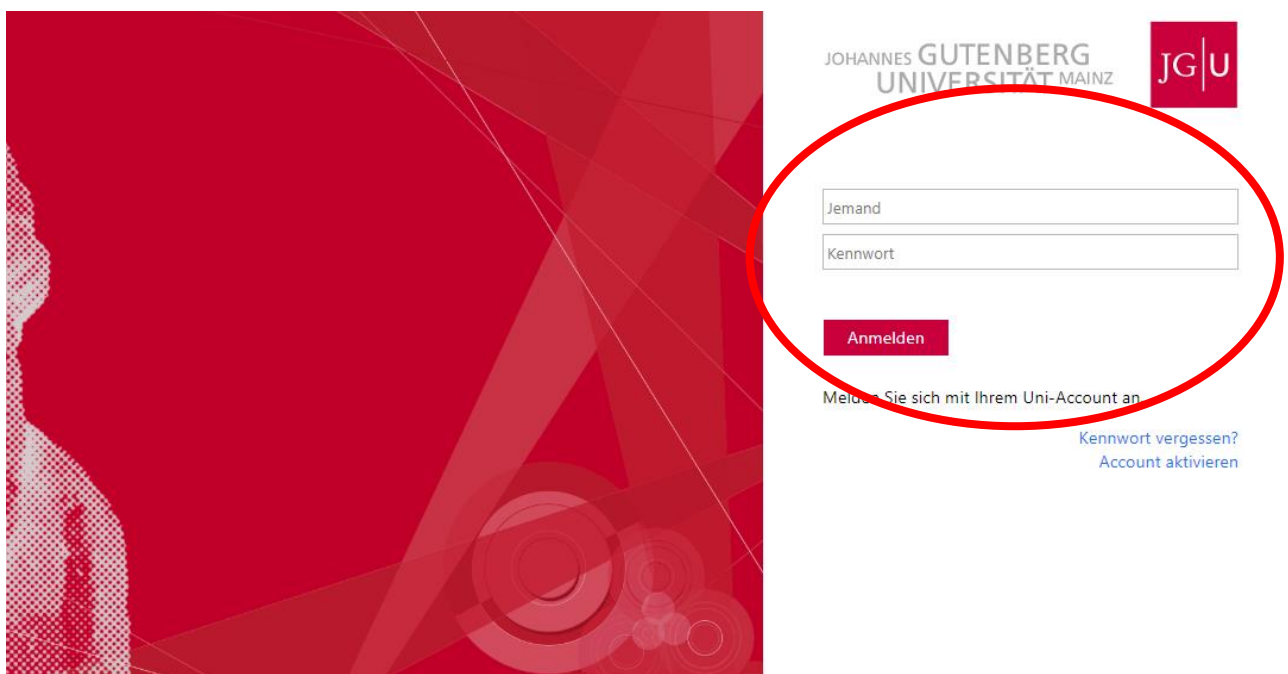 JOHANNES GUTENBERG
UNIVERSITÄT MAINZ
JG|U
Jemand
Kennwort
Anmelden
Melden Sie sich mit Ihrem Uni-Account an.
Kennwort vergessen?
Account aktivieren